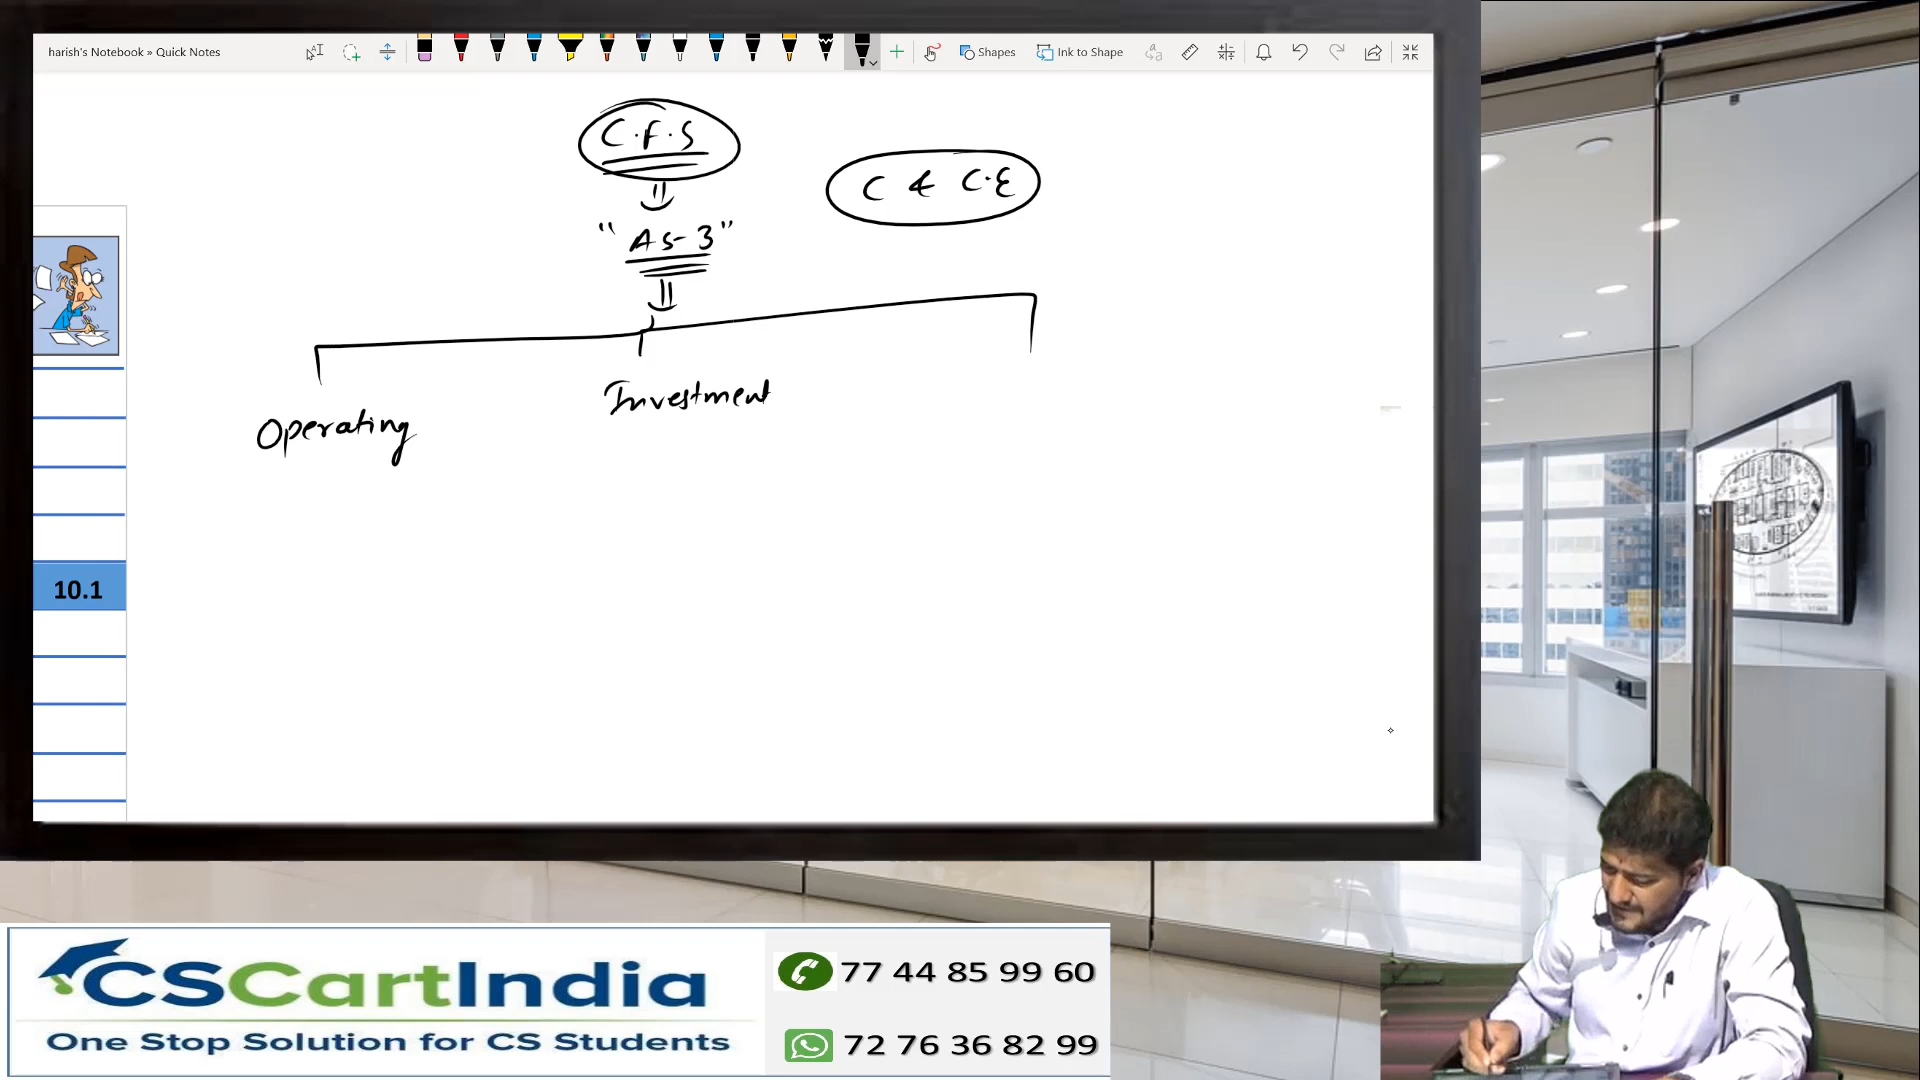 harish's Notebook » Quick Notes
Shapes
Ink to Shape
C.F.S
C & C.E
"AS-3"
Operating
Investment
10.1
CSCartIndia
One Stop Solution for CS Students
77 44 85 99 60
72 76 36 82 99